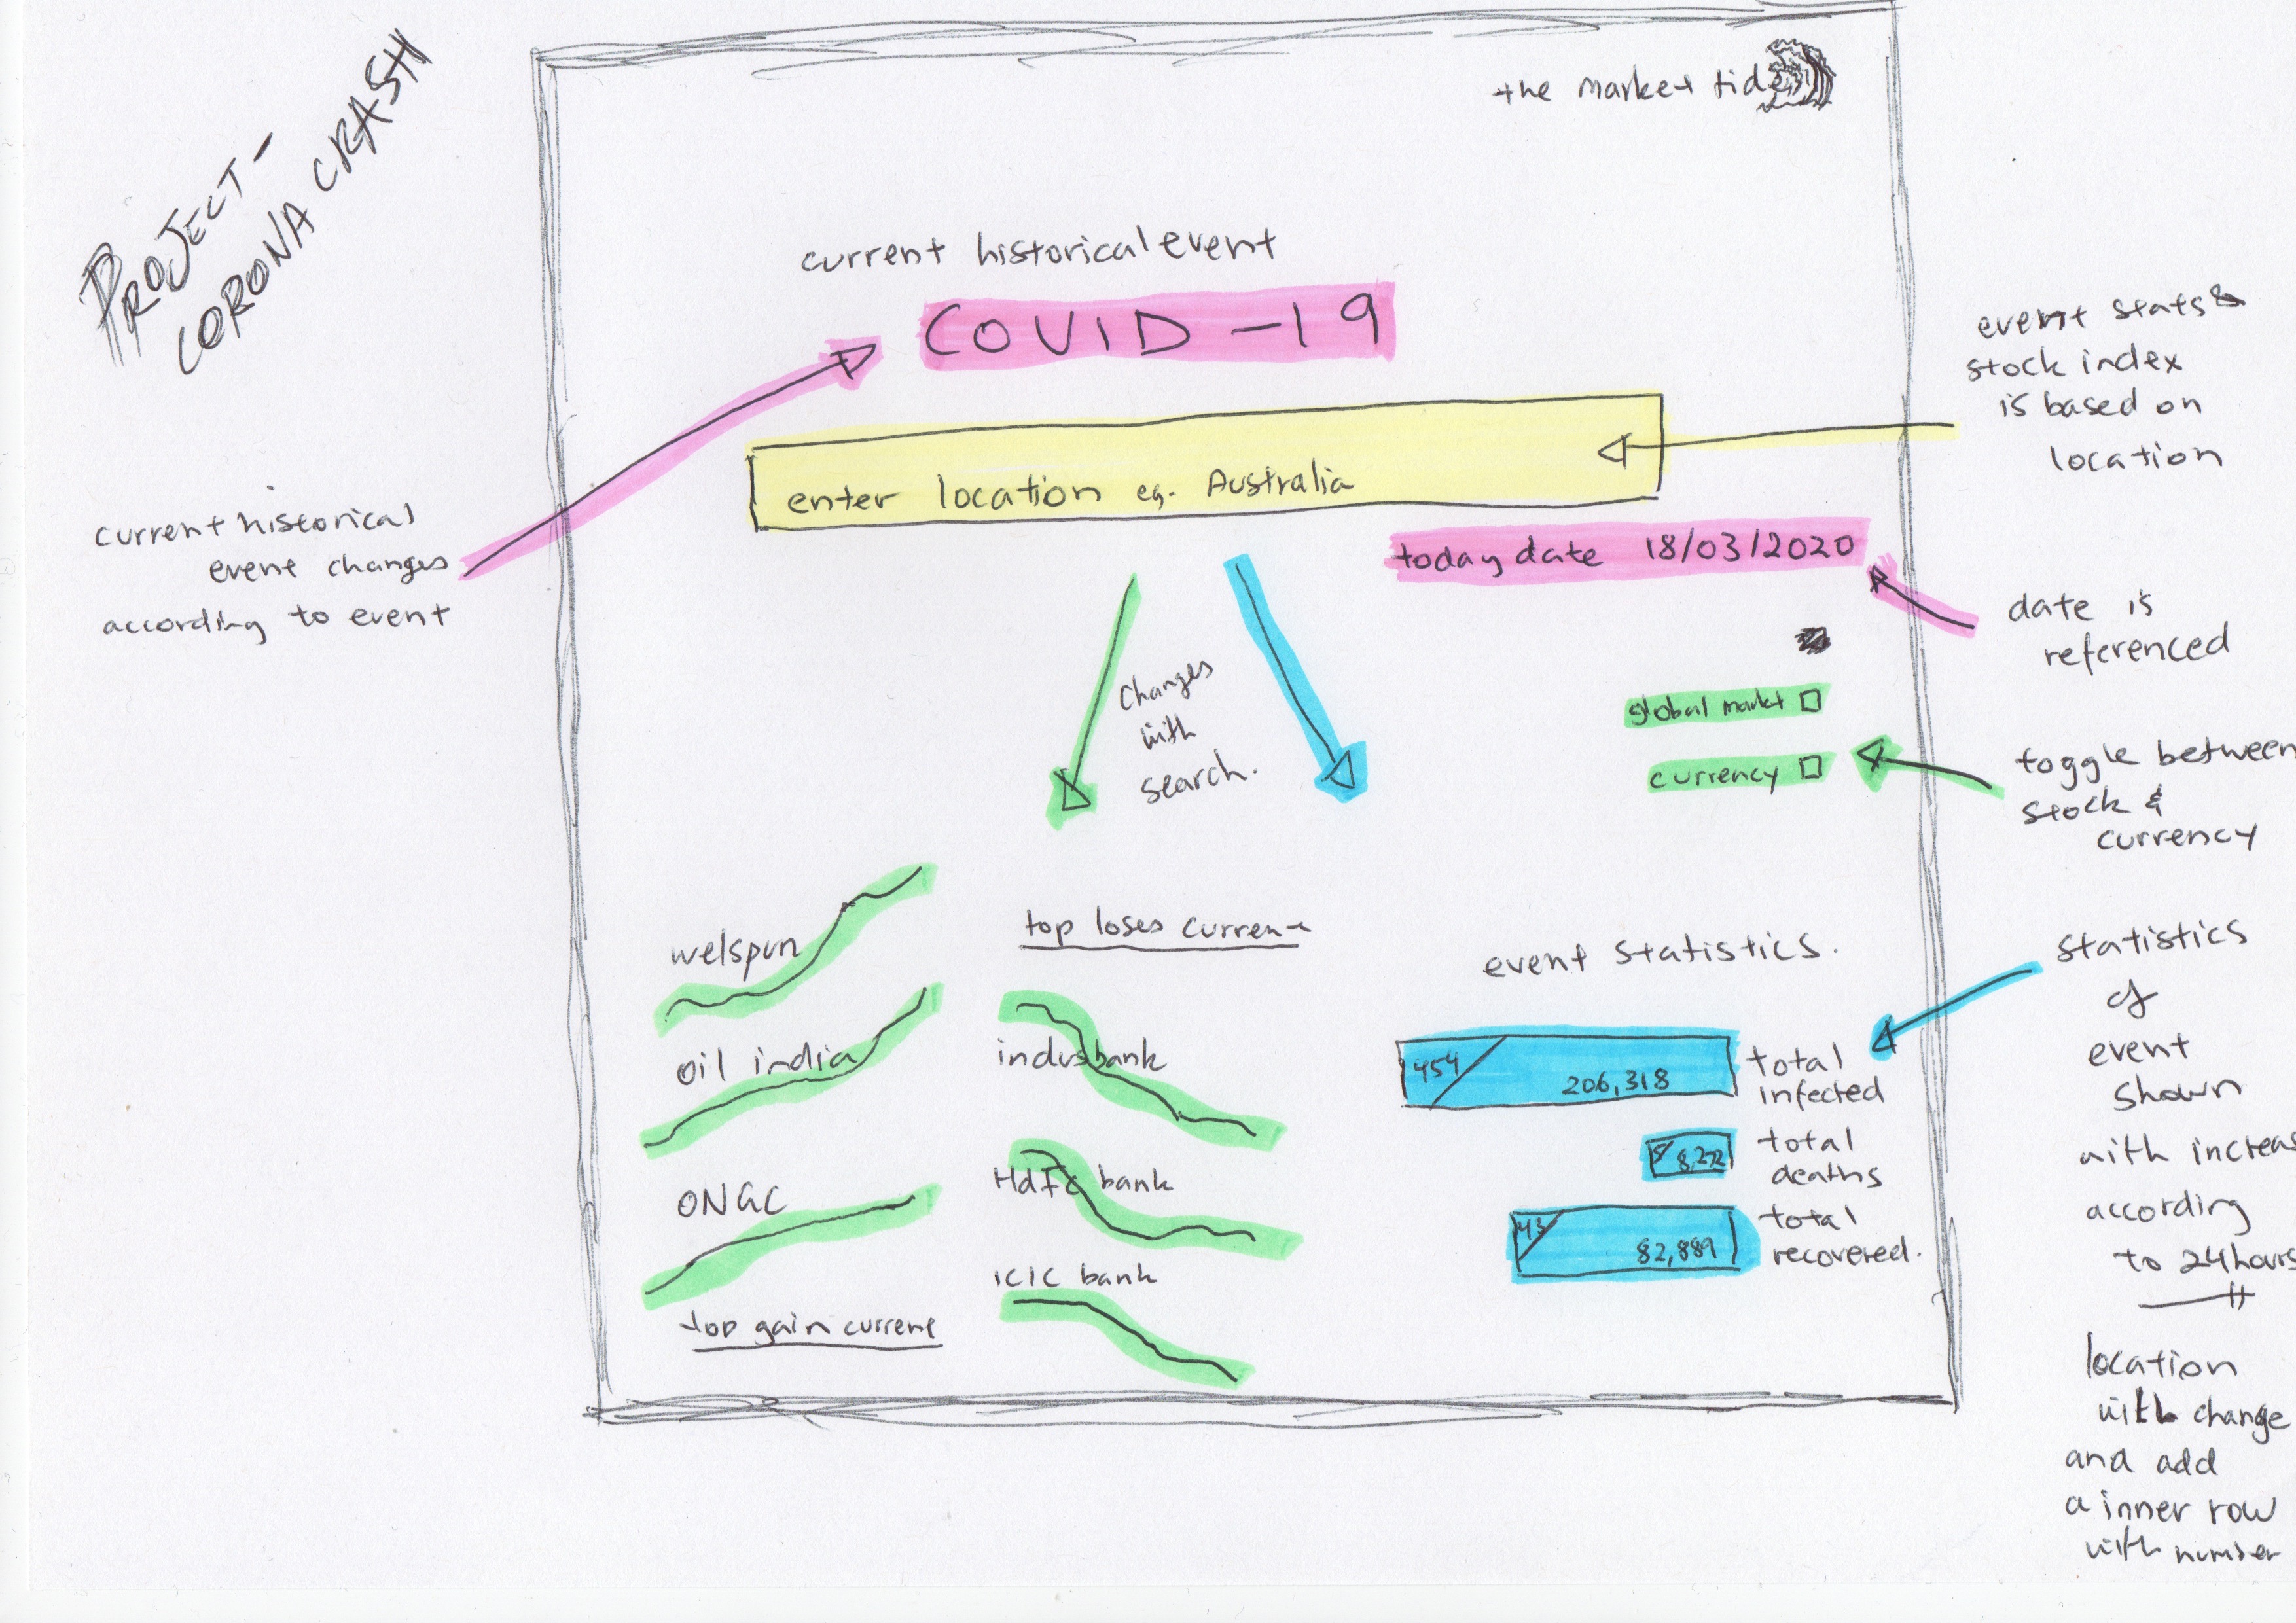 PROJECT-
CORONA CRASH
the market tide
current historical event
COVID-19
enter location eg. Australia
today date 18/03/2020
global market
currency
changes
with
search.
current historical
event changes
according to event
event stats &
stock index
is based on
location
date is
referenced
toggle between
stock &
currency
welspun
oil india
ONGC
top gain current
top loses current
indusbank
HdFc bank
icic bank
event statistics.
454
206,318
total
infected
8,272
total
deaths
43
82,889
total
recovered.
statistics
of
event
shown
with increas
according
to 24hours
location
with change
and add
a inner row
with number